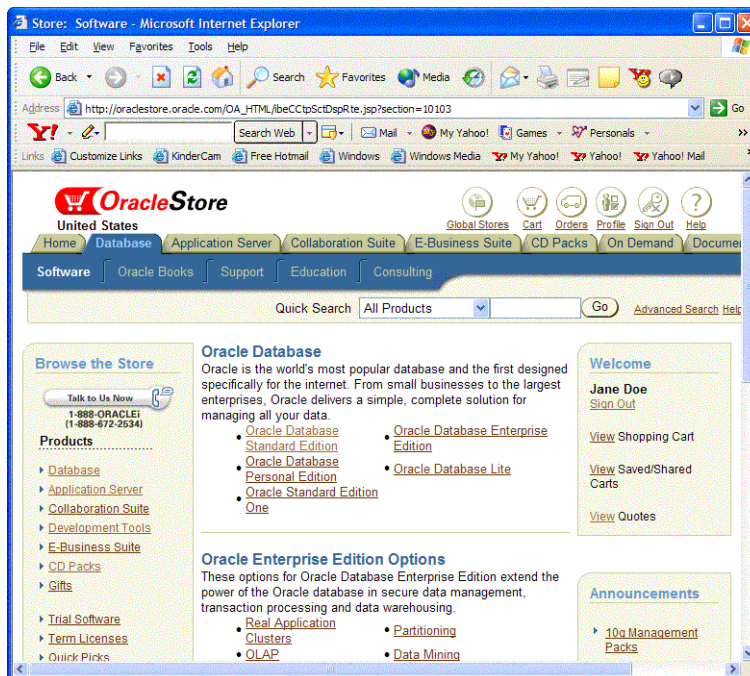 Store: Software - Microsoft Internet Explorer
File Edit View Favorites Tools Help
Back Search Favorites Media
Address http://oraclestore.oracle.com/OA_HTML/ibeCCtpSctDspRte.jsp?section=10103 Go
Y! Search Web Mail My Yahoo! Games Personals »
Links Customize Links KinderCam Free Hotmail Windows Windows Media My Yahoo! Yahoo! Yahoo! Mail
OracleStore
United States
Global Stores Cart Orders Profile Sign Out Help
Home Database Application Server Collaboration Suite E-Business Suite CD Packs On Demand Documen
Software Oracle Books Support Education Consulting
Quick Search All Products Go Advanced Search Help
Browse the Store
Talk to Us Now
1-888-ORACLEi
(1-888-672-2534)
Products
Database
Application Server
Collaboration Suite
Development Tools
E-Business Suite
CD Packs
Gifts
Trial Software
Term Licenses
Quick Picks
Oracle Database
Oracle is the world's most popular database and the first designed
specifically for the internet. From small businesses to the largest
enterprises, Oracle delivers a simple, complete solution for
managing all your data.
• Oracle Database
Standard Edition
• Oracle Database
Personal Edition
• Oracle Standard Edition
One
• Oracle Database Enterprise
Edition
• Oracle Database Lite
Oracle Enterprise Edition Options
These options for Oracle Database Enterprise Edition extend the
power of the Oracle database in secure data management,
transaction processing and data warehousing.
• Real Application
Clusters
• OLAP
• Partitioning
• Data Mining
Welcome
Jane Doe
Sign Out
View Shopping Cart
View Saved/Shared
Carts
View Quotes
Announcements
10g Management
Packs